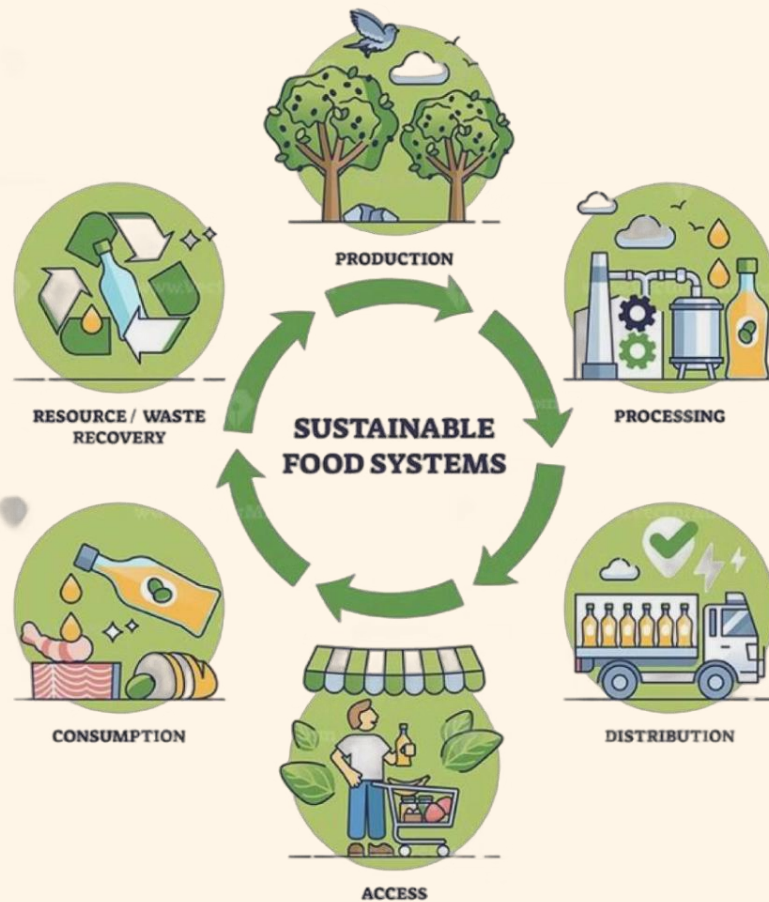 PRODUCTION
PROCESSING
RESOURCE / WASTE
RECOVERY
SUSTAINABLE
FOOD SYSTEMS
CONSUMPTION
DISTRIBUTION
ACCESS